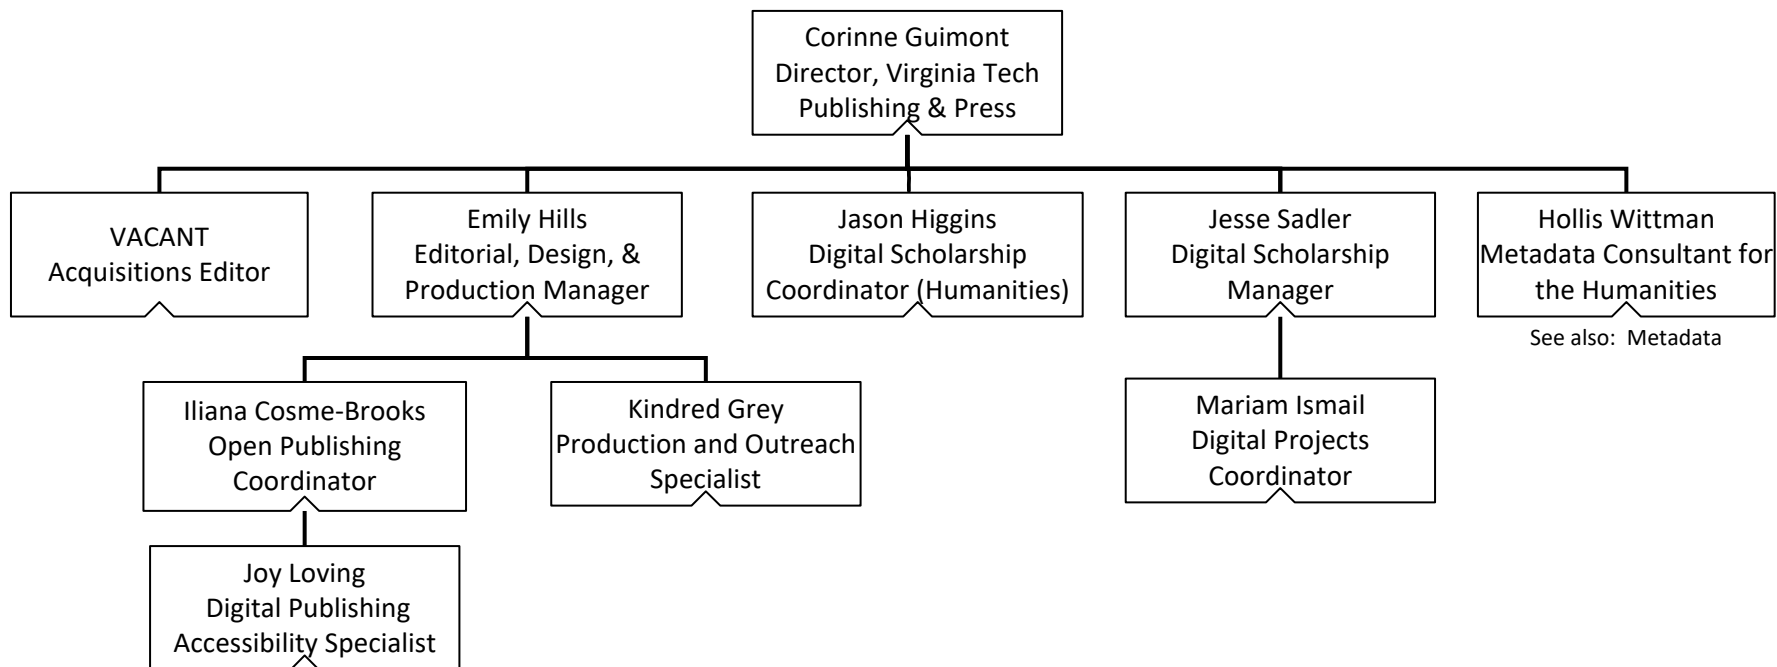 Corinne Guimont
Director, Virginia Tech
Publishing & Press
VACANT
Acquisitions Editor
Emily Hills
Editorial, Design, &
Production Manager
Jason Higgins
Digital Scholarship
Coordinator (Humanities)
Jesse Sadler
Digital Scholarship
Manager
Hollis Wittman
Metadata Consultant for
the Humanities
See also:  Metadata
Iliana Cosme-Brooks
Open Publishing
Coordinator
Kindred Grey
Production and Outreach
Specialist
Mariam Ismail
Digital Projects
Coordinator
Joy Loving
Digital Publishing
Accessibility Specialist